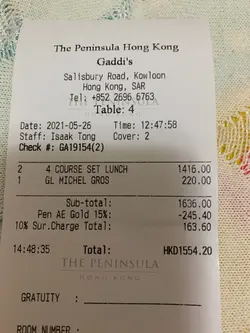 The Peninsula Hong Kong
Gaddi's
Salisbury Road, Kowloon
Hong Kong, SAR
Tel: +852 2696 6763
THE PENINSULA
Table: 4
Date: 2021-05-26 Time: 12:47:58
Staff: Isaak Tong Cover: 2
Check #: GA19154(2)
2 4 COURSE SET LUNCH 1416.00
1 GL MICHEL GROS 220.00
Sub-total: 1636.00
Pen AE Gold 15%: -245.40
10% Sur.Charge Total: 163.60
14:48:35 Total: HKD1554.20
THE PENINSULA
HONG KONG
GRATUITY :
ROOM NUMBER :